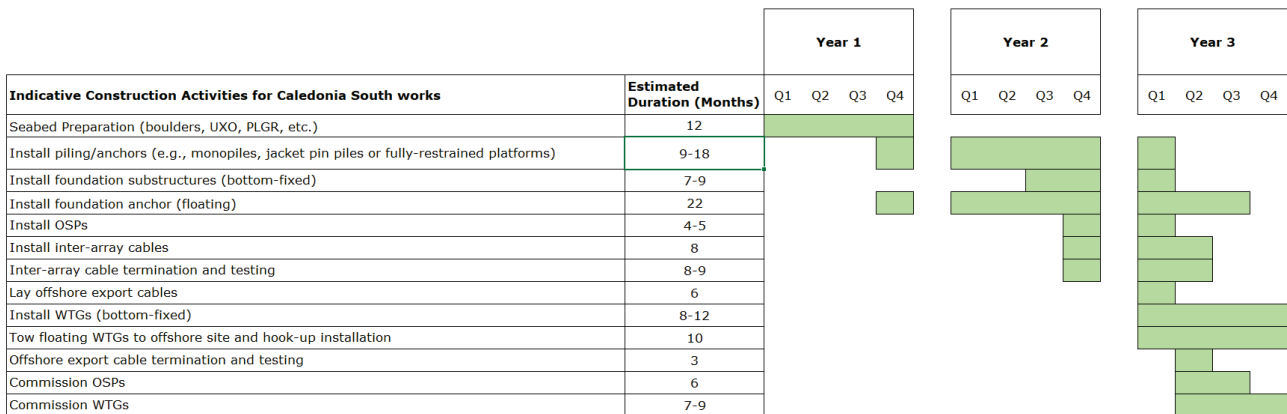 Year 1 Year 2 Year 3
Indicative Construction Activities for Caledonia South works Estimated Duration (Months) Q1 Q2 Q3 Q4 Q1 Q2 Q3 Q4 Q1 Q2 Q3 Q4
Seabed Preparation (boulders, UXO, PLGR, etc.) 12
Install piling/anchors (e.g., monopiles, jacket pin piles or fully-restrained platforms) 9-18
Install foundation substructures (bottom-fixed) 7-9
Install foundation anchor (floating) 22
Install OSPs 4-5
Install inter-array cables 8
Inter-array cable termination and testing 8-9
Lay offshore export cables 6
Install WTGs (bottom-fixed) 8-12
Tow floating WTGs to offshore site and hook-up installation 10
Offshore export cable termination and testing 3
Commission OSPs 6
Commission WTGs 7-9